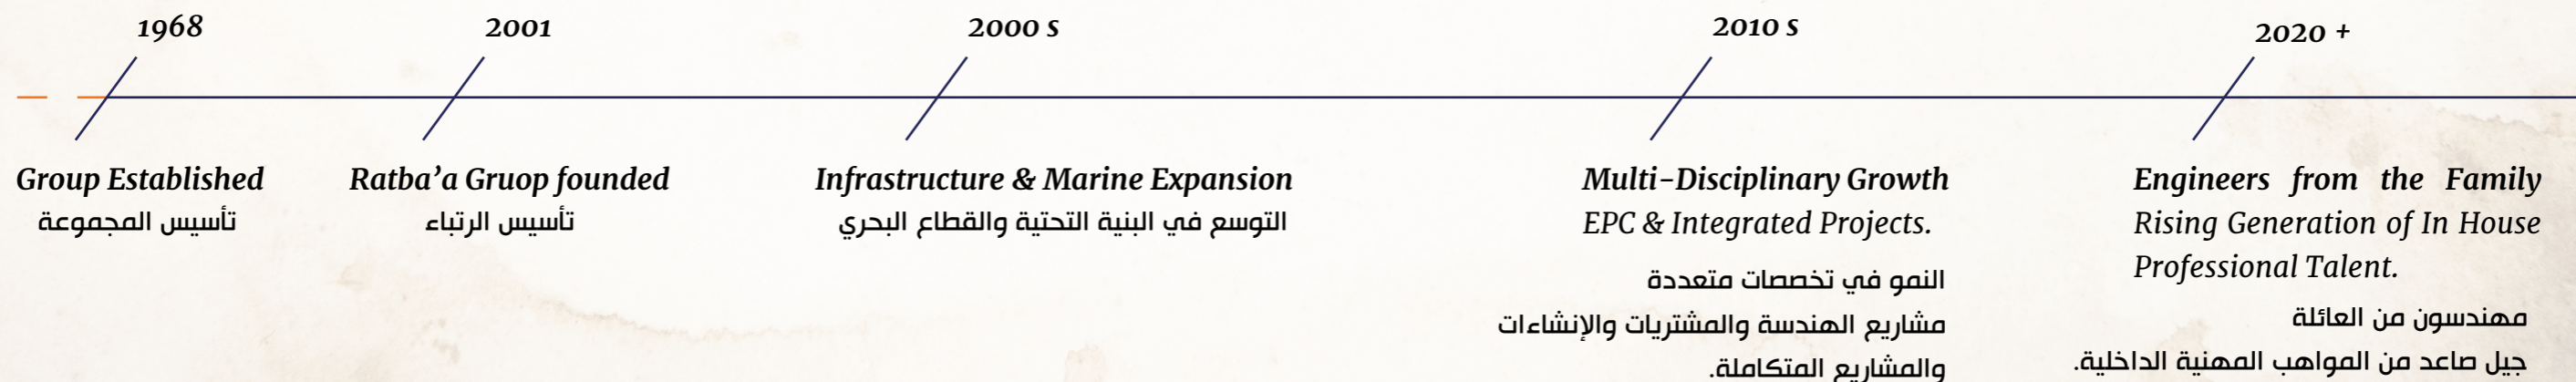 1968
Group Established
تأسيس المجموعة
2001
Ratba’a Gruop founded
تأسيس الرتباء
2000 s
Infrastructure & Marine Expansion
التوسع في البنية التحتية والقطاع البحري
2010 s
Multi-Disciplinary Growth
EPC & Integrated Projects.
النمو في تخصصات متعددة
مشاريع الهندسة والمشتريات والإنشاءات
والمشاريع المتكاملة.
2020 +
Engineers from the Family
Rising Generation of In House
Professional Talent.
مهندسون من العائلة
جيل صاعد من المواهب المهنية الداخلية.